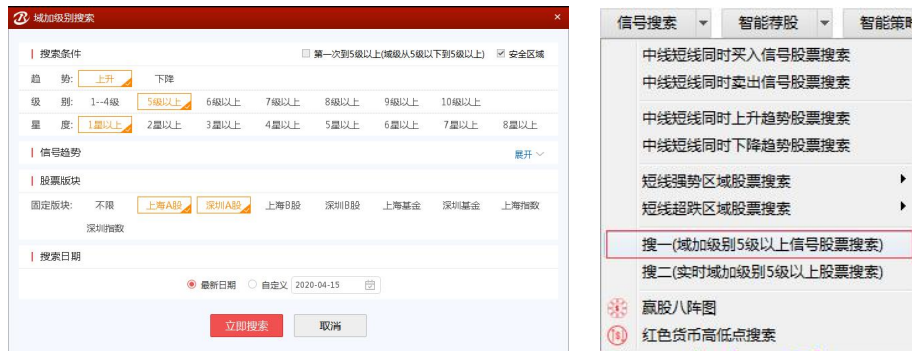 域加级别搜索
搜索条件 第一次到5级以上(域级从5级以下到5级以上) 安全区域
趋 势: 上升 下降
级 别: 1--4级 5级以上 6级以上 7级以上 8级以上 9级以上 10级以上
星 度: 1星以上 2星以上 3星以上 4星以上 5星以上 6星以上 7星以上 8星以上
信号趋势 展开
股票版块
固定版块: 不限 上海A股 深圳A股 上海B股 深圳B股 上海基金 深圳基金 上海指数
深圳指数
搜索日期
最新日期 自定义 2020-04-15
立即搜索 取消
信号搜索 智能荐股 智能策略
中线短线同时买入信号股票搜索
中线短线同时卖出信号股票搜索
中线短线同时上升趋势股票搜索
中线短线同时下降趋势股票搜索
短线强势区域股票搜索
短线超跌区域股票搜索
搜一(域加级别5级以上信号股票搜索)
搜二(实时域加级别5级以上股票搜索)
赢股八阵图
红色货币高低点搜索